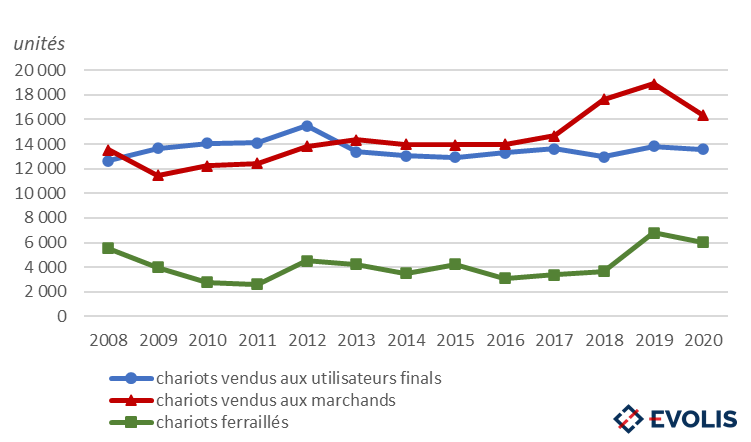 unités
20 000
18 000
16 000
14 000
12 000
10 000
8 000
6 000
4 000
2 000
0
2008 2009 2010 2011 2012 2013 2014 2015 2016 2017 2018 2019 2020
chariots vendus aux utilisateurs finals
chariots vendus aux marchands
chariots ferraillés
EVOLIS